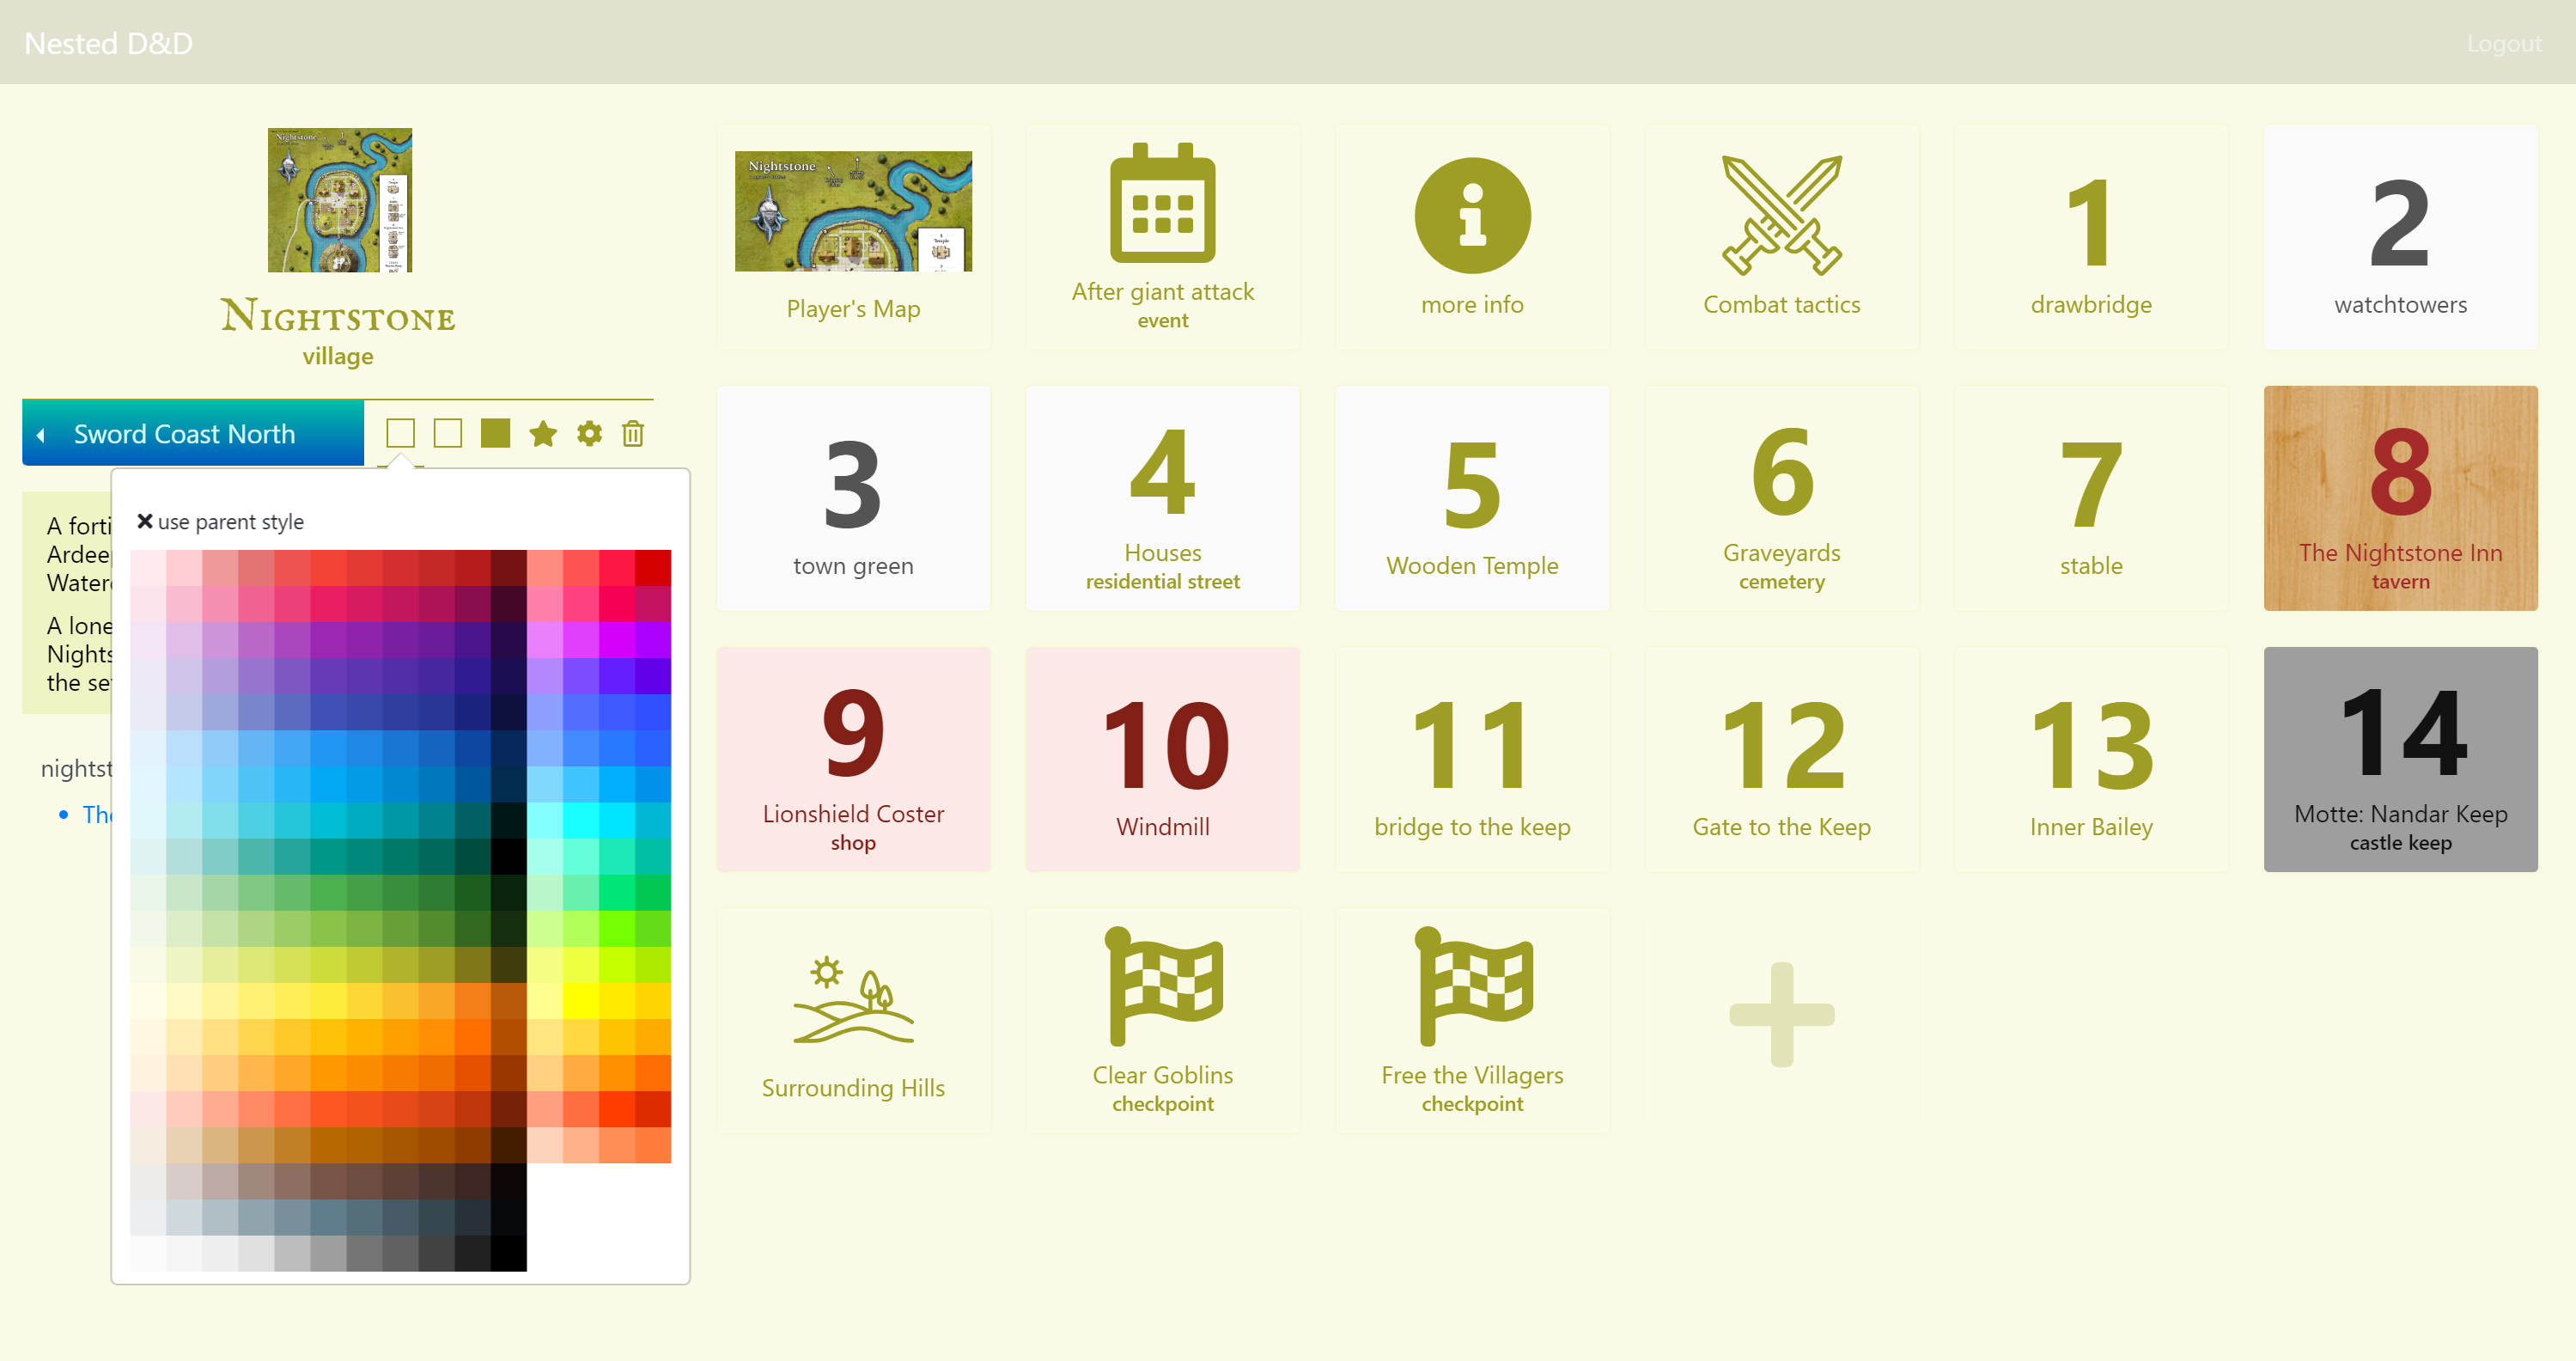 Nested D&D
Logout
Nightstone
Nightstone
village
Sword Coast North
use parent style
A forti
Ardee
Water
A lone
Nights
the se
nightst
The
Nightstone
Temple
Player's Map
After giant attack
event
more info
Combat tactics
1
drawbridge
2
watchtowers
3
town green
4
Houses
residential street
5
Wooden Temple
6
Graveyards
cemetery
7
stable
8
The Nightstone Inn
tavern
9
Lionshield Coster
shop
10
Windmill
11
bridge to the keep
12
Gate to the Keep
13
Inner Bailey
14
Motte: Nandar Keep
castle keep
Surrounding Hills
Clear Goblins
checkpoint
Free the Villagers
checkpoint